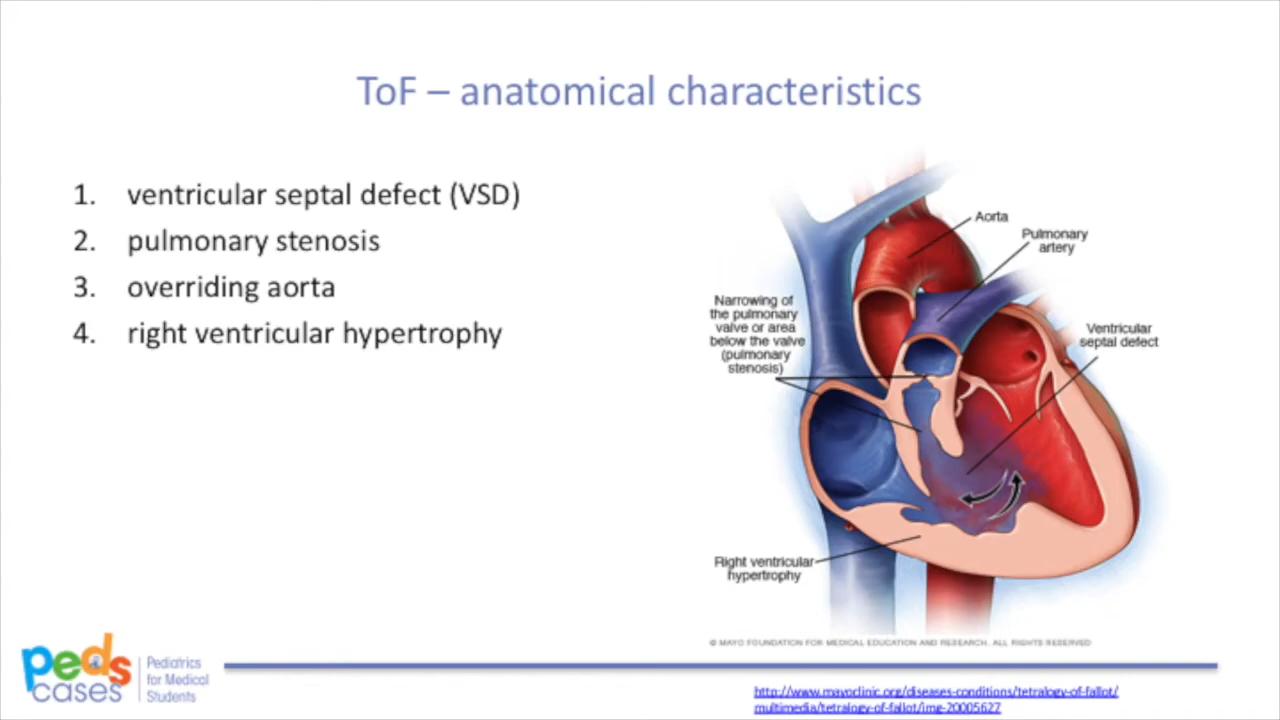 ToF – anatomical characteristics
1. ventricular septal defect (VSD)
2. pulmonary stenosis
3. overriding aorta
4. right ventricular hypertrophy
Aorta
Pulmonary
artery
Narrowing of
the pulmonary
valve or area
below the valve
(pulmonary
stenosis)
Ventricular
septal defect
Right ventricular
hypertrophy
© MAYO FOUNDATION FOR MEDICAL EDUCATION AND RESEARCH. ALL RIGHTS RESERVED
peds
cases
Pediatrics
for Medical
Students
http://www.mayoclinic.org/diseases-conditions/tetralogy-of-fallot/
multimedia/tetralogy-of-fallot/img-20005627